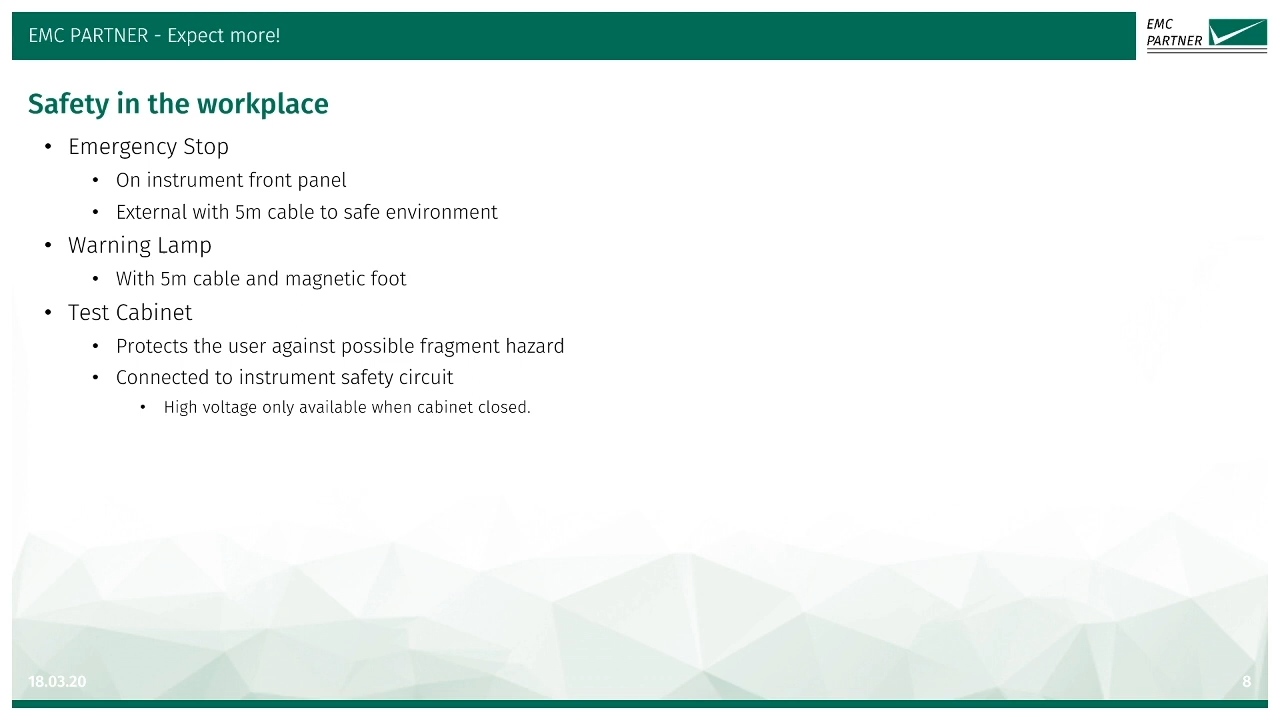 EMC PARTNER - Expect more!
EMC
PARTNER
Safety in the workplace
• Emergency Stop
• On instrument front panel
• External with 5m cable to safe environment
• Warning Lamp
• With 5m cable and magnetic foot
• Test Cabinet
• Protects the user against possible fragment hazard
• Connected to instrument safety circuit
• High voltage only available when cabinet closed.
18.03.20
8